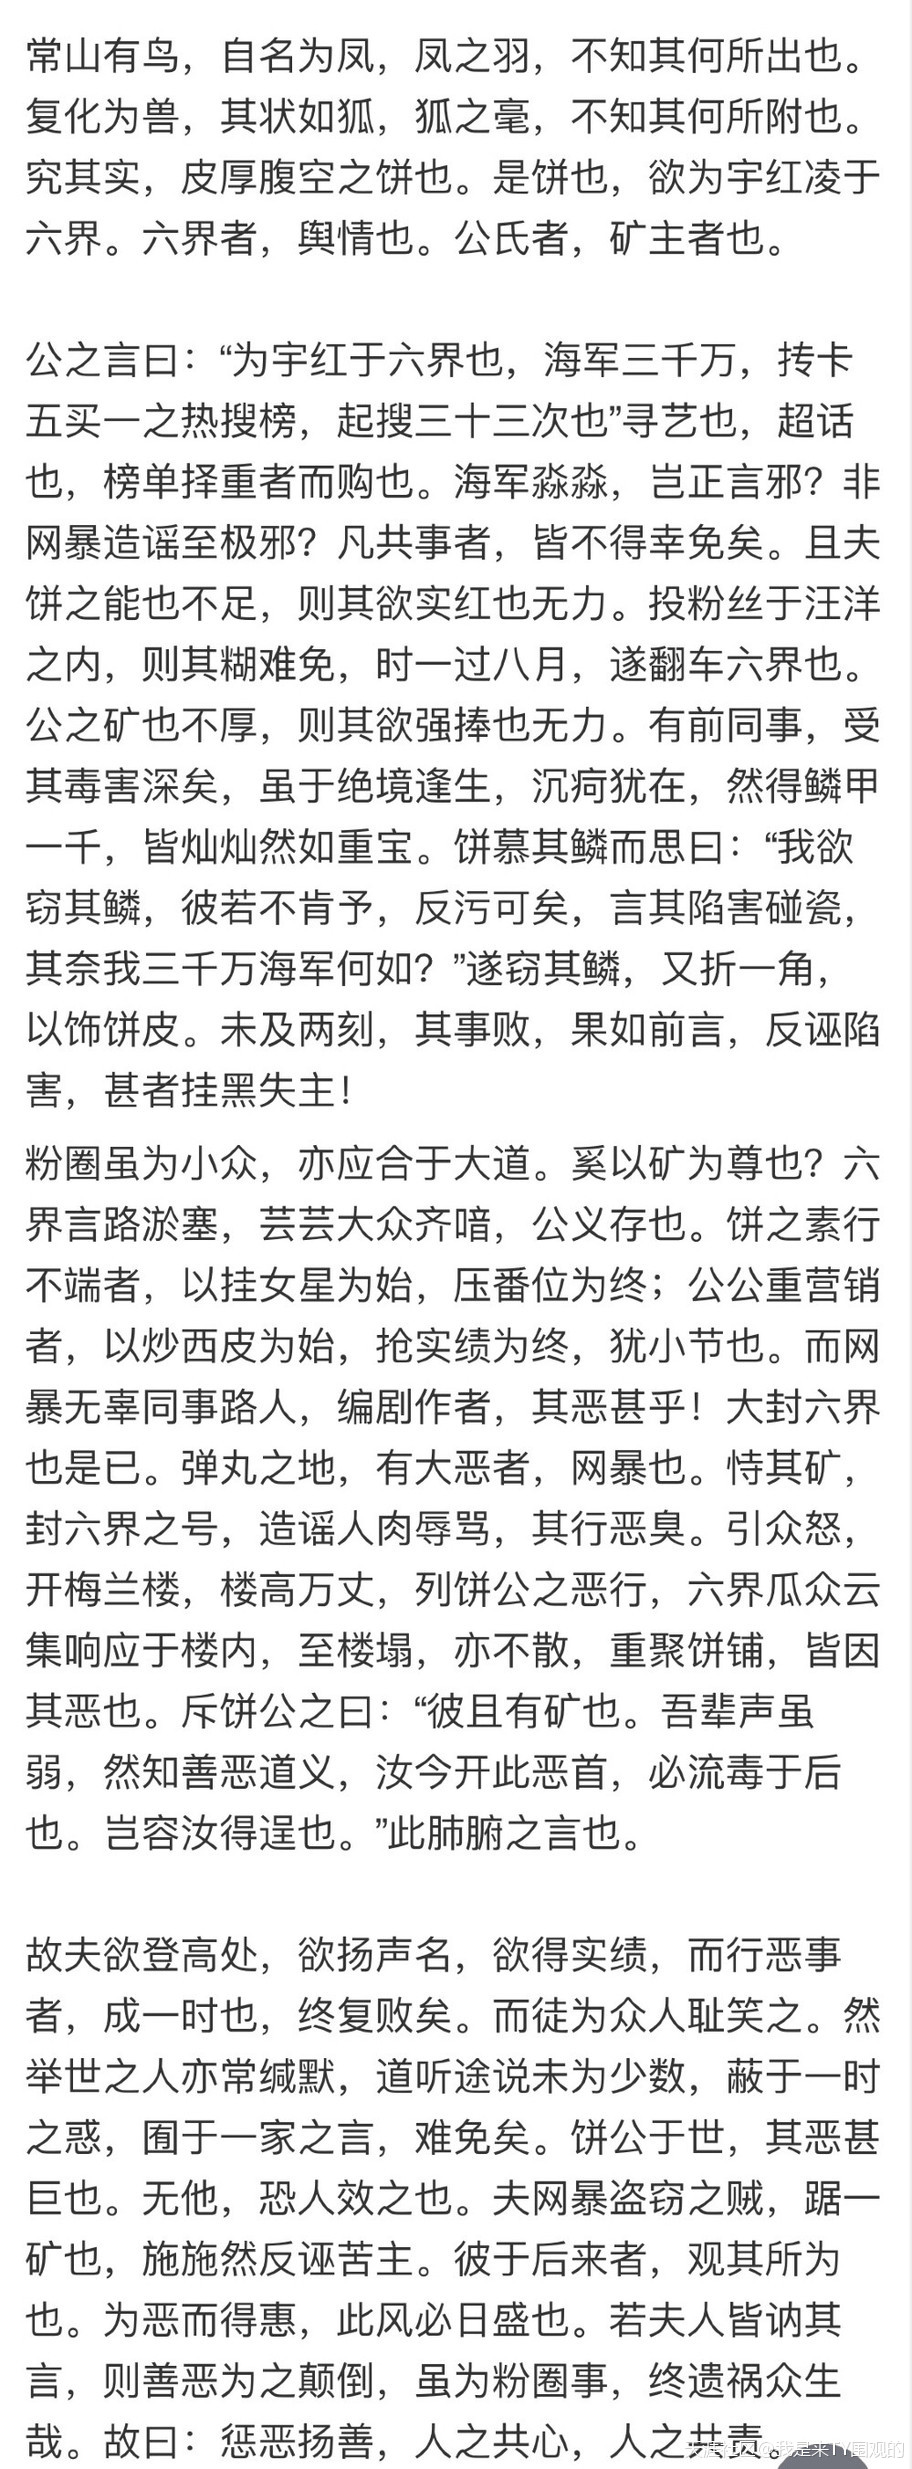 常山有鸟，自名为凤，凤之羽，不知其何所出也。
复化为兽，其状如狐，狐之毫，不知其何所附也。
究其实，皮厚腹空之饼也。是饼也，欲为宇红凌于
六界。六界者，舆情也。公氏者，矿主者也。
公之言曰：“为宇红于六界也，海军三千万，抟卡
五买一之热搜榜，起搜三十三次也”寻艺也，超话
也，榜单择重者而购也。海军淼淼，岂正言邪？非
网暴造谣至极邪？凡共事者，皆不得幸免矣。且夫
饼之能也不足，则其欲实红也无力。投粉丝于汪洋
之内，则其糊难免，时一过八月，遂翻车六界也。
公之矿也不厚，则其欲强捧也无力。有前同事，受
其毒害深矣，虽于绝境逢生，沉疴犹在，然得鳞甲
一千，皆灿灿然如重宝。饼慕其鳞而思曰：“我欲
窃其鳞，彼若不肯予，反污可矣，言其陷害碰瓷，
其奈我三千万海军何如？”遂窃其鳞，又折一角，
以饰饼皮。未及两刻，其事败，果如前言，反诬陷
害，甚者挂黑失主！
粉圈虽为小众，亦应合于大道。奚以矿为尊也？六
界言路淤塞，芸芸大众齐喑，公义存也。饼之素行
不端者，以挂女星为始，压番位为终；公公重营销
者，以炒西皮为始，抢实绩为终，犹小节也。而网
暴无辜同事路人，编剧作者，其恶甚乎！大封六界
也是已。弹丸之地，有大恶者，网暴也。恃其矿，
封六界之号，造谣人肉辱骂，其行恶臭。引众怒，
开梅兰楼，楼高万丈，列饼公之恶行，六界瓜众云
集响应于楼内，至楼塌，亦不散，重聚饼铺，皆因
其恶也。斥饼公之曰：“彼且有矿也。吾辈声虽
弱，然知善恶道义，汝今开此恶首，必流毒于后
也。岂容汝得逞也。”此肺腑之言也。
故夫欲登高处，欲扬声名，欲得实绩，而行恶事
者，成一时也，终复败矣。而徒为众人耻笑之。然
举世之人亦常缄默，道听途说未为少数，蔽于一时
之惑，囿于一家之言，难免矣。饼公于世，其恶甚
巨也。无他，恐人效之也。夫网暴盗窃之贼，踞一
矿也，施施然反诬苦主。彼于后来者，观其所为
也。为恶而得惠，此风必日盛也。若夫人皆讷其
言，则善恶为之颠倒，虽为粉圈事，终遗祸众生
哉。故曰：惩恶扬善，人之共心，人之共责。
天涯社区@我是来TY围观的